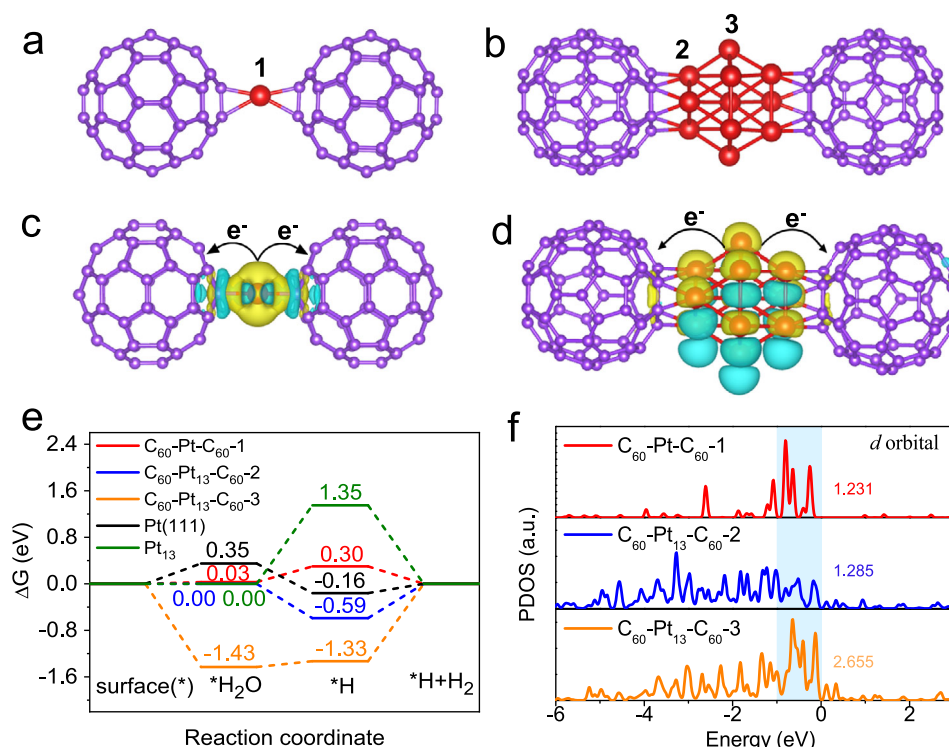 a
1
b
2
3
c
e⁻ e⁻
d
e⁻ e⁻
e
ΔG (eV)
2.4
1.6
0.8
0.0
-0.8
-1.6
C₆₀-Pt-C₆₀-1
C₆₀-Pt₁₃-C₆₀-2
C₆₀-Pt₁₃-C₆₀-3
Pt(111)
Pt₁₃
1.35
0.35
0.30
0.03
-0.16
0.00 0.00
-0.59
-1.43
-1.33
surface(*) *H₂O *H *H+H₂
Reaction coordinate
f
PDOS (a.u.)
C₆₀-Pt-C₆₀-1
d orbital
1.231
C₆₀-Pt₁₃-C₆₀-2
1.285
C₆₀-Pt₁₃-C₆₀-3
2.655
-6 -4 -2 0 2
Energy (eV)